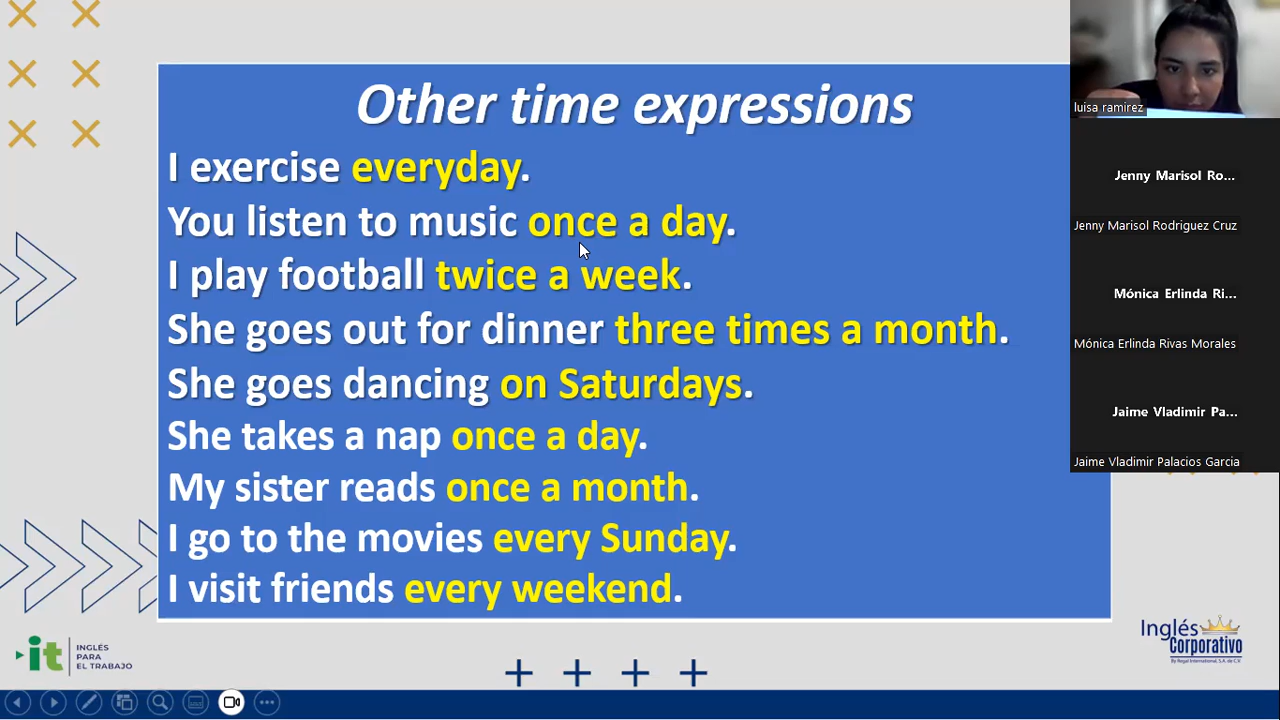 Other time expressions
I exercise everyday.
You listen to music once a day.
I play football twice a week.
She goes out for dinner three times a month.
She goes dancing on Saturdays.
She takes a nap once a day.
My sister reads once a month.
I go to the movies every Sunday.
I visit friends every weekend.
luisa ramirez
Jenny Marisol Ro...
Jenny Marisol Rodriguez Cruz
Mónica Erlinda Ri...
Mónica Erlinda Rivas Morales
Jaime Vladimir Pa...
Jaime Vladimir Palacios Garcia
it
INGLÉS
PARA
EL TRABAJO
Inglés
Corporativo
By Regal International, S.A. de C.V.